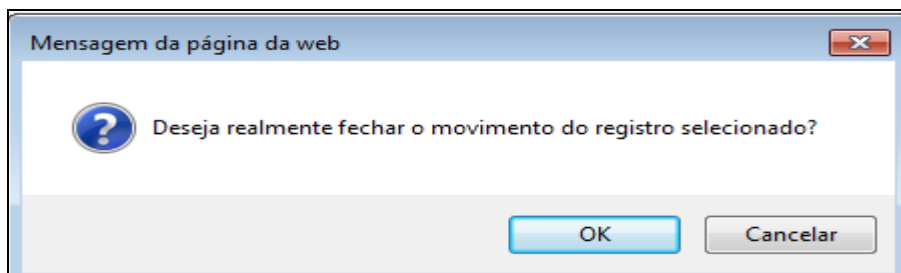 Mensagem da página da web
Deseja realmente fechar o movimento do registro selecionado?
OK
Cancelar